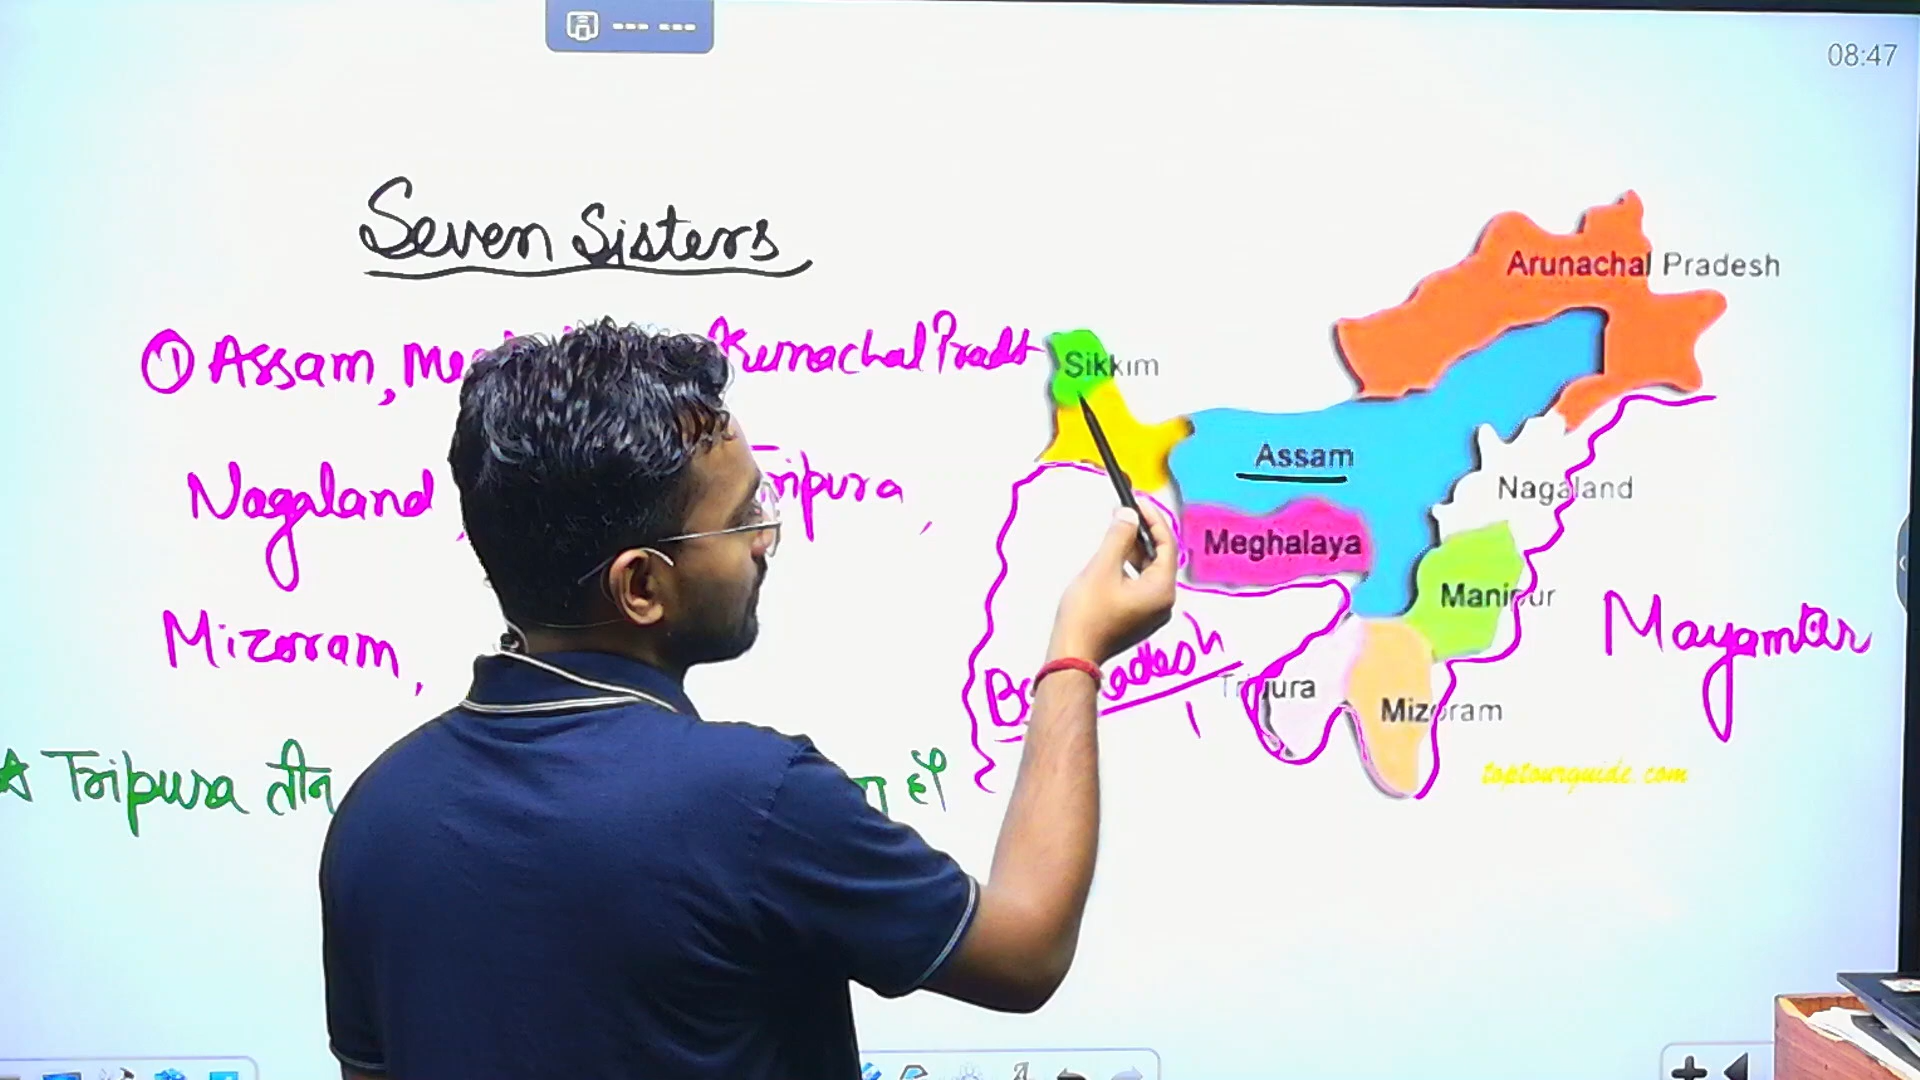 08:47
Seven Sisters
① Assam, Me Arunachal Pradesh
Nagaland Tripura,
Mizoram,
☆ Tripura तीन
Arunachal Pradesh
Sikkim
Assam
Nagaland
Meghalaya
Manipur
Mayamar
Tripura
Mizoram
toptourguide.com